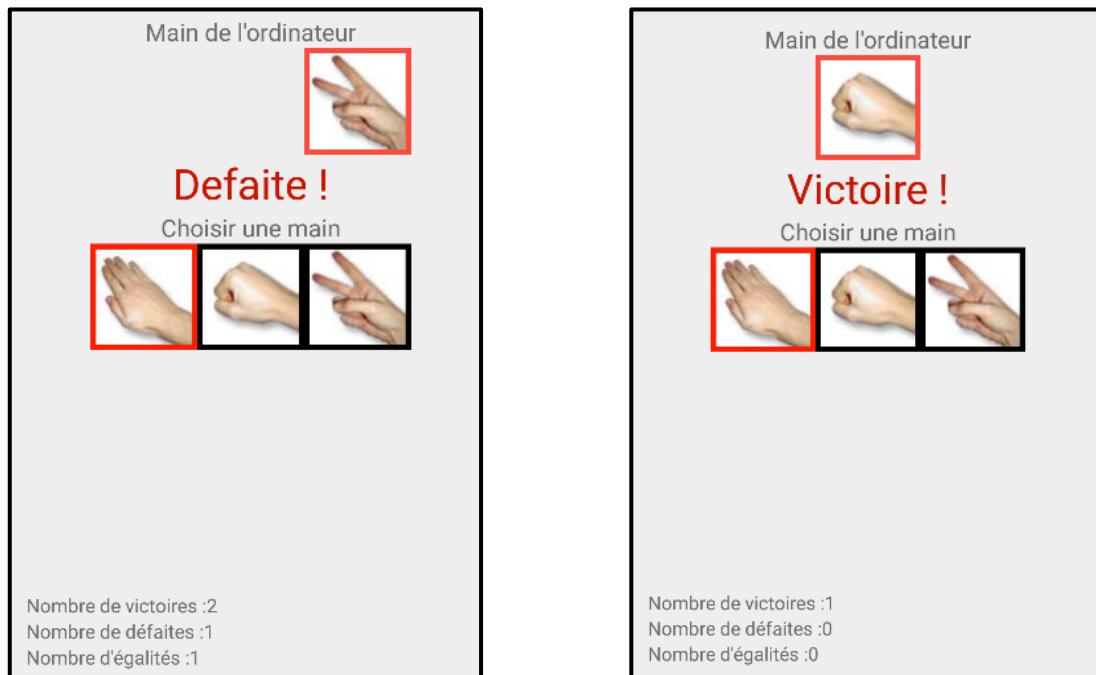 Main de l'ordinateur
Defaite !
Choisir une main
Nombre de victoires :2
Nombre de défaites :1
Nombre d'égalités :1
Main de l'ordinateur
Victoire !
Choisir une main
Nombre de victoires :1
Nombre de défaites :0
Nombre d'égalités :0